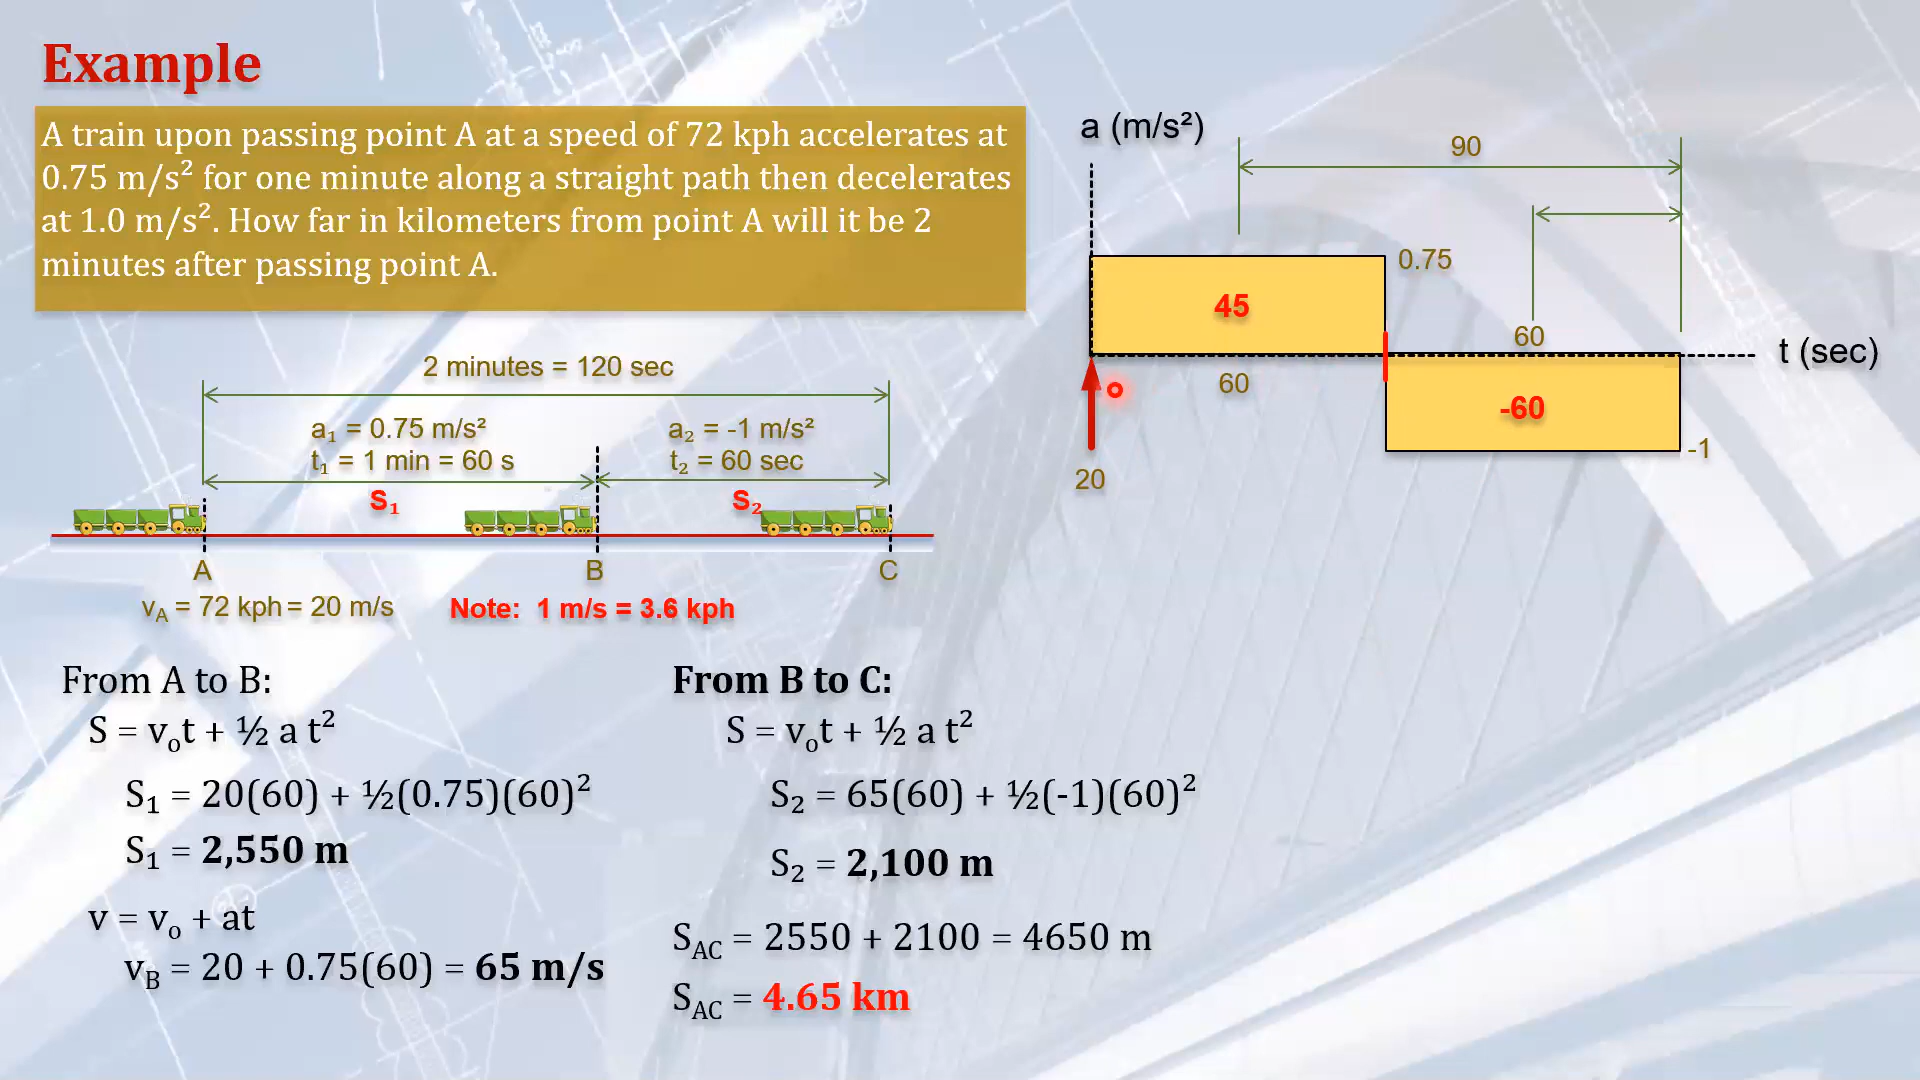 Example
A train upon passing point A at a speed of 72 kph accelerates at
0.75 m/s² for one minute along a straight path then decelerates
at 1.0 m/s². How far in kilometers from point A will it be 2
minutes after passing point A.
2 minutes = 120 sec
a₁ = 0.75 m/s²
t₁ = 1 min = 60 s
S₁
a₂ = -1 m/s²
t₂ = 60 sec
S₂
A
B
C
v_A = 72 kph = 20 m/s
Note: 1 m/s = 3.6 kph
a (m/s²)
90
0.75
45
60
t (sec)
60
-60
-1
20
From A to B:
S = vₒt + ½ a t²
S₁ = 20(60) + ½(0.75)(60)²
S₁ = 2,550 m
v = vₒ + at
v_B = 20 + 0.75(60) = 65 m/s
From B to C:
S = vₒt + ½ a t²
S₂ = 65(60) + ½(-1)(60)²
S₂ = 2,100 m
S_AC = 2550 + 2100 = 4650 m
S_AC = 4.65 km